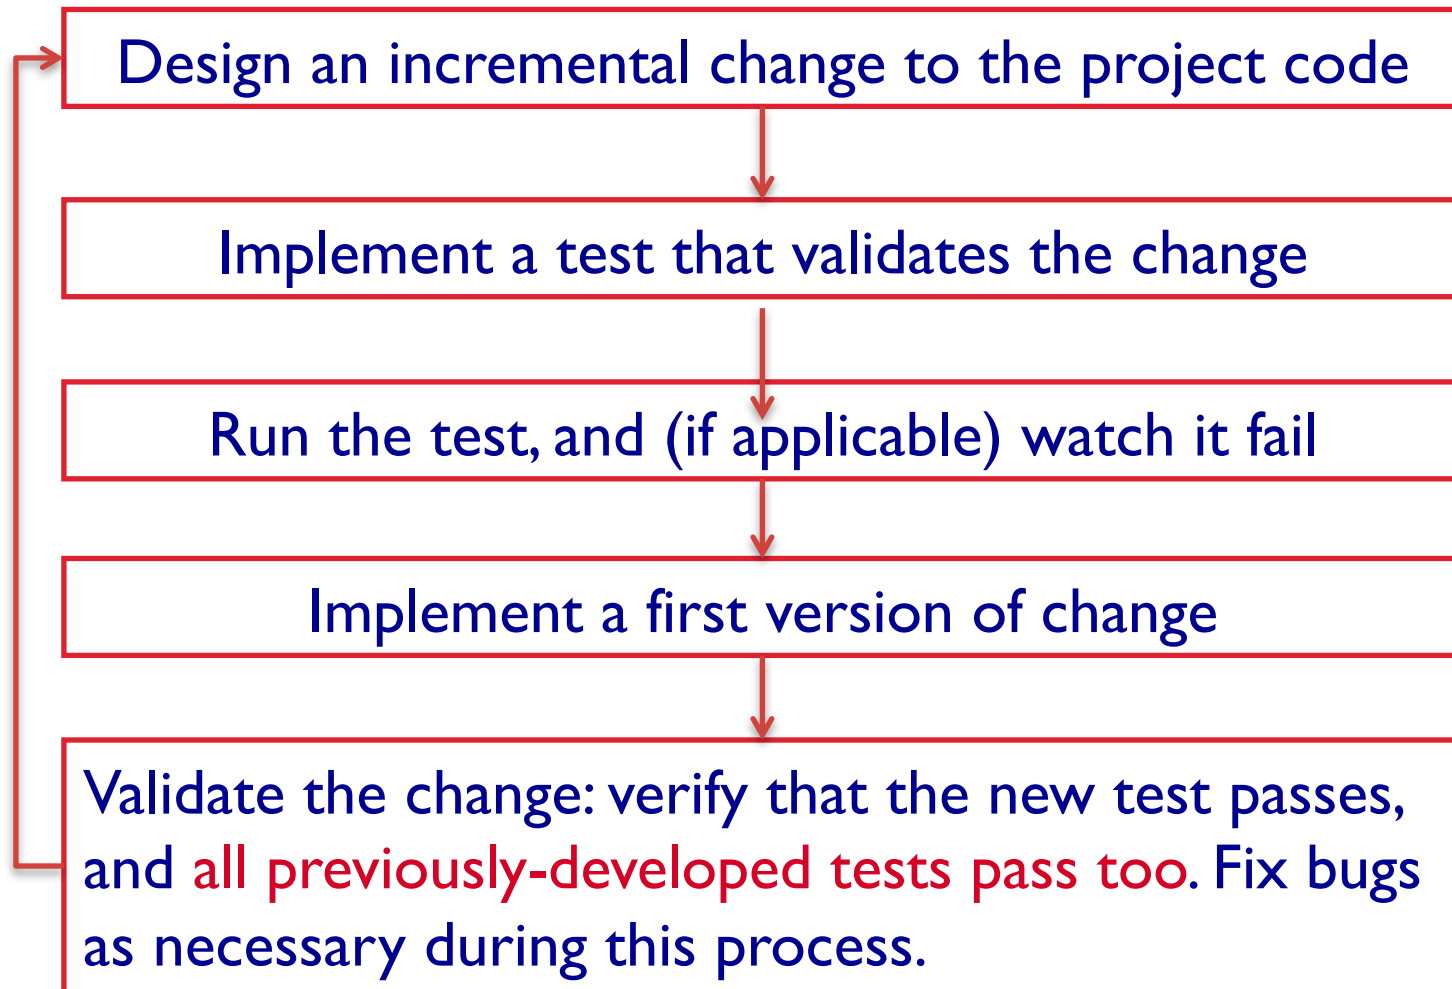 Design an incremental change to the project code
Implement a test that validates the change
Run the test, and (if applicable) watch it fail
Implement a first version of change
Validate the change: verify that the new test passes,
and all previously-developed tests pass too. Fix bugs
as necessary during this process.